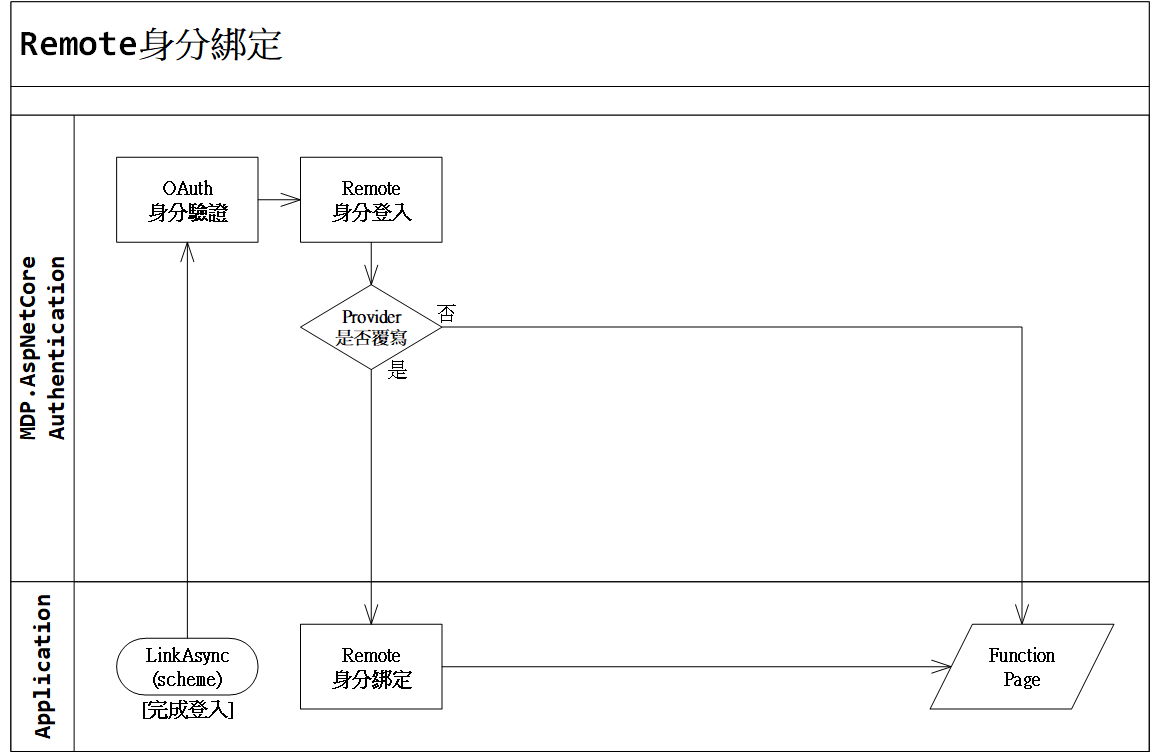 Remote身分綁定
MDP.AspNetCore
Authentication
OAuth
身分驗證
Remote
身分登入
Provider
是否覆寫
否
是
Application
LinkAsync
(scheme)
[完成登入]
Remote
身分綁定
Function
Page